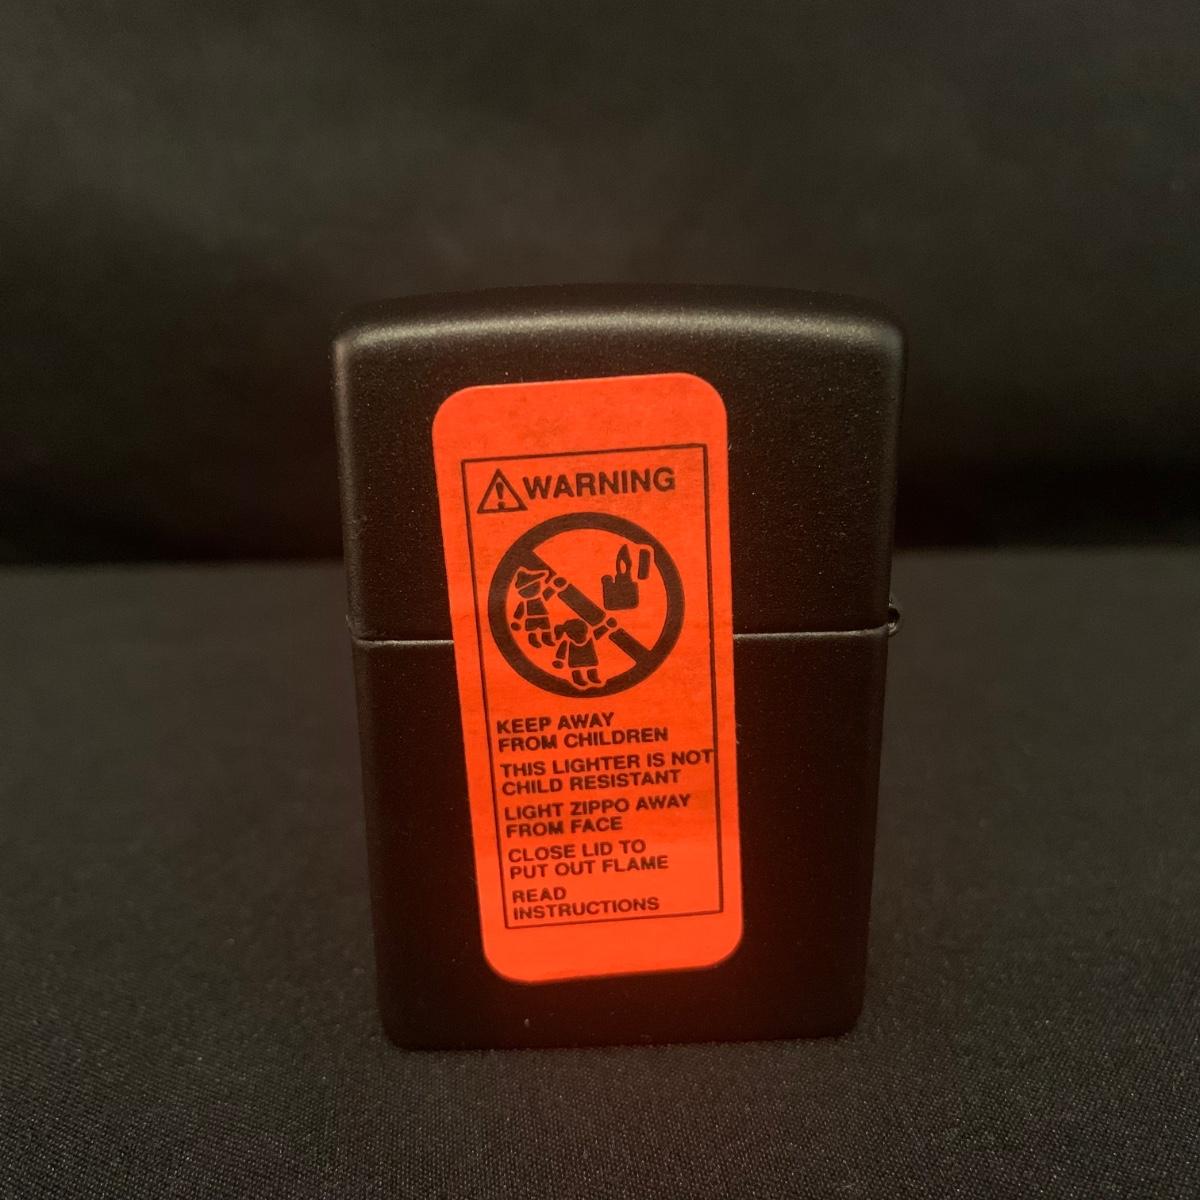 WARNING
KEEP AWAY
FROM CHILDREN
THIS LIGHTER IS NOT
CHILD RESISTANT
LIGHT ZIPPO AWAY
FROM FACE
CLOSE LID TO
PUT OUT FLAME
READ
INSTRUCTIONS